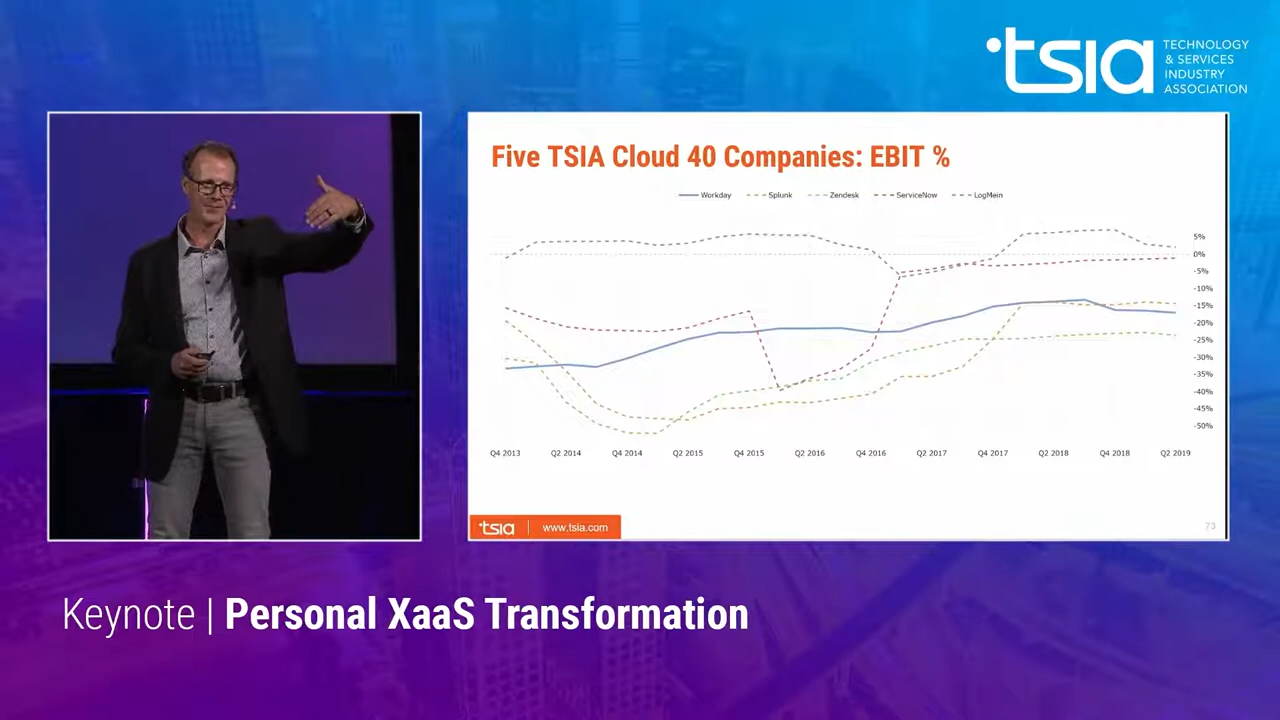 tsia TECHNOLOGY
& SERVICES
INDUSTRY
ASSOCIATION
Five TSIA Cloud 40 Companies: EBIT %
Workday Splunk Zendesk ServiceNow LogMein
5%
0%
-5%
-10%
-15%
-20%
-25%
-30%
-35%
-40%
-45%
-50%
Q4 2013 Q2 2014 Q4 2014 Q2 2015 Q4 2015 Q2 2016 Q4 2016 Q2 2017 Q4 2017 Q2 2018 Q4 2018 Q2 2019
tsia www.tsia.com
73
Keynote | Personal XaaS Transformation